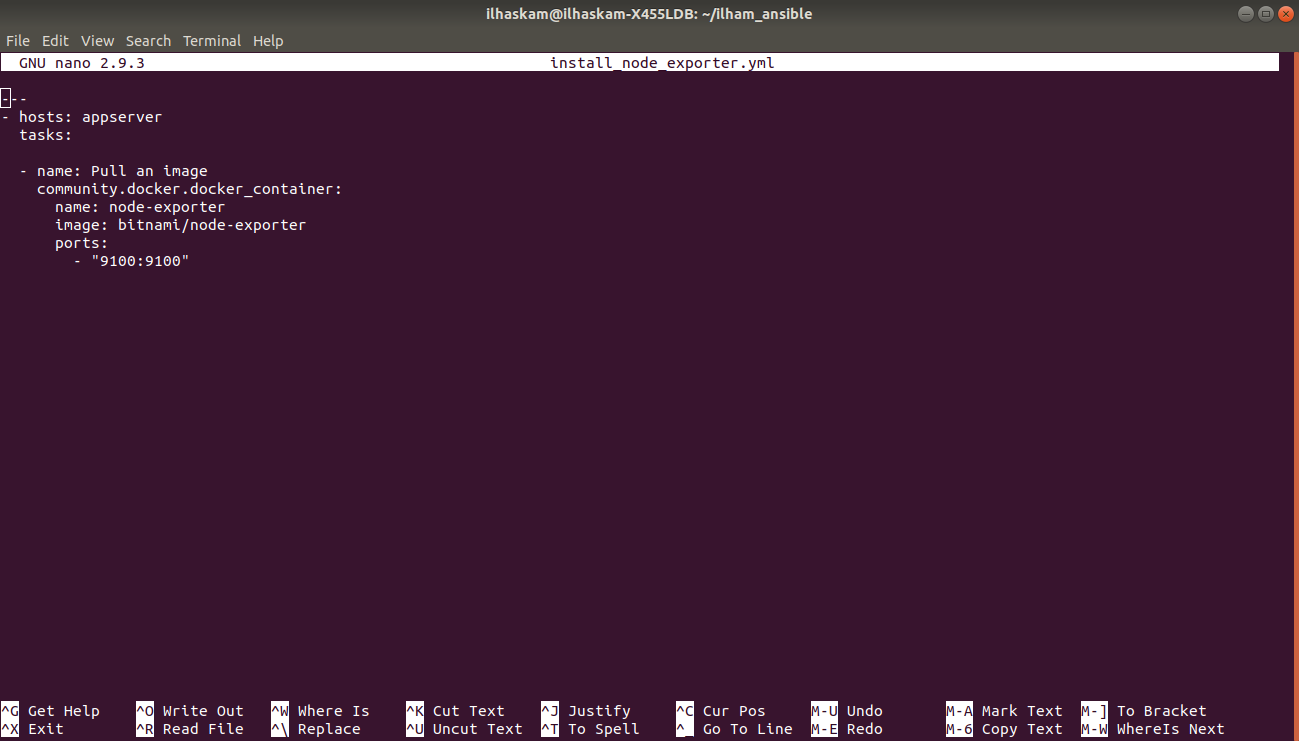 ilhaskam@ilhaskam-X455LDB: ~/ilham_ansible
File Edit View Search Terminal Help
GNU nano 2.9.3 install_node_exporter.yml
---
- hosts: appserver
  tasks:
  - name: Pull an image
    community.docker.docker_container:
      name: node-exporter
      image: bitnami/node-exporter
      ports:
        - "9100:9100"
^G Get Help ^O Write Out ^W Where Is ^K Cut Text ^J Justify ^C Cur Pos M-U Undo M-A Mark Text M-] To Bracket
^X Exit ^R Read File ^\ Replace ^U Uncut Text ^T To Spell ^_ Go To Line M-E Redo M-6 Copy Text M-W WhereIs Next